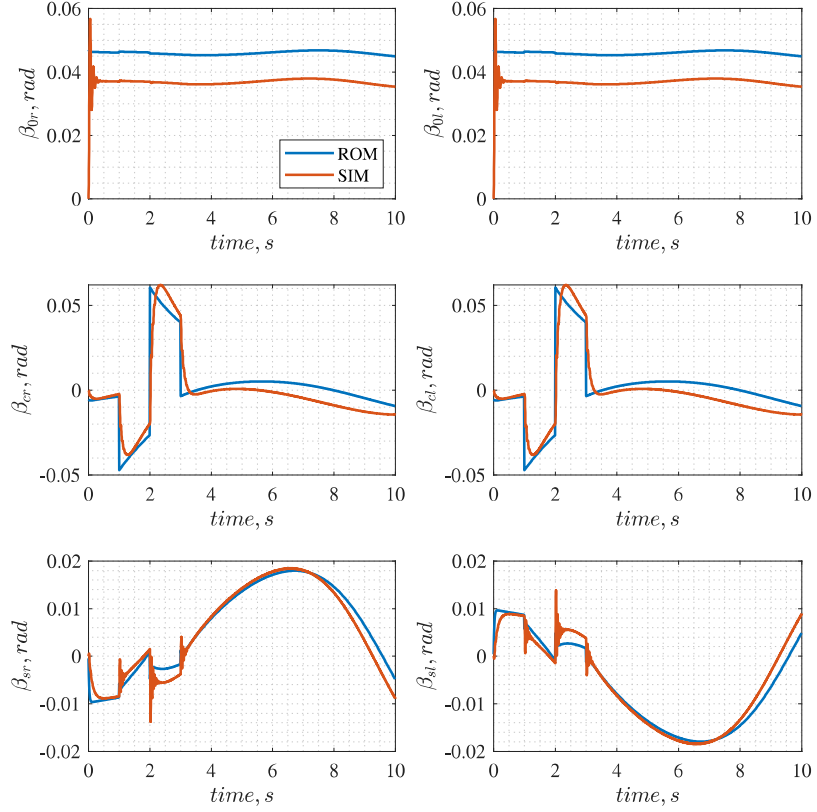 0.06
0.04
0.02
0
β0r, rad
ROM
SIM
0 2 4 6 8 10
time, s
0.06
0.04
0.02
0
β0l, rad
0 2 4 6 8 10
time, s
0.05
0
-0.05
βcr, rad
0 2 4 6 8 10
time, s
0.05
0
-0.05
βcl, rad
0 2 4 6 8 10
time, s
0.02
0.01
0
-0.01
-0.02
βsr, rad
0 2 4 6 8 10
time, s
0.02
0.01
0
-0.01
-0.02
βsl, rad
0 2 4 6 8 10
time, s